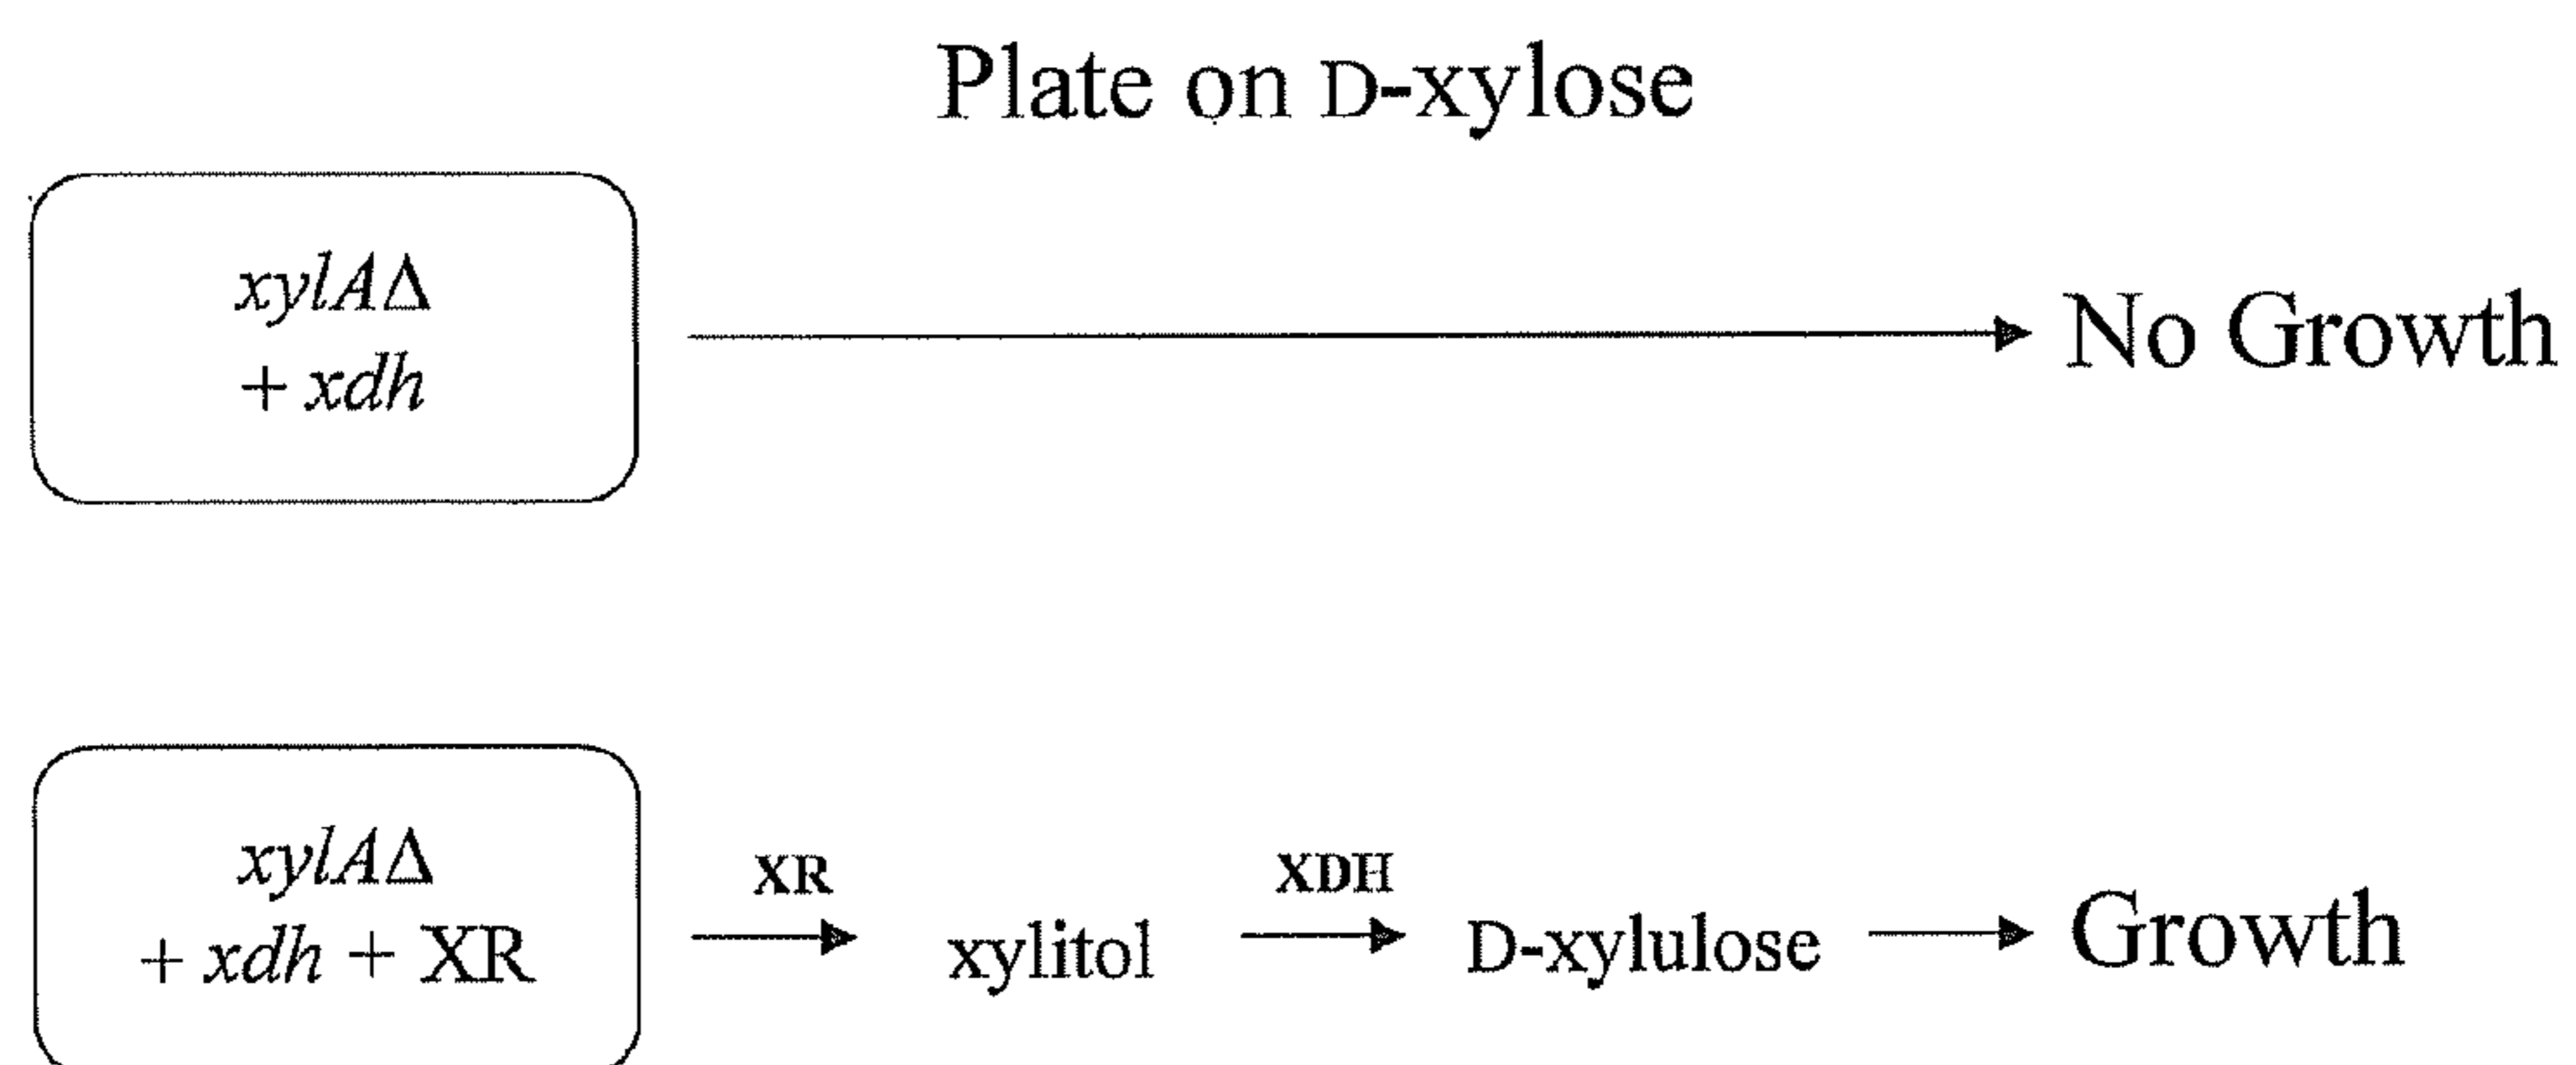 Plate on D-xylose
xylAΔ
+ xdh
No Growth
xylAΔ
+ xdh + XR
XR
xylitol
XDH
D-xylulose
Growth